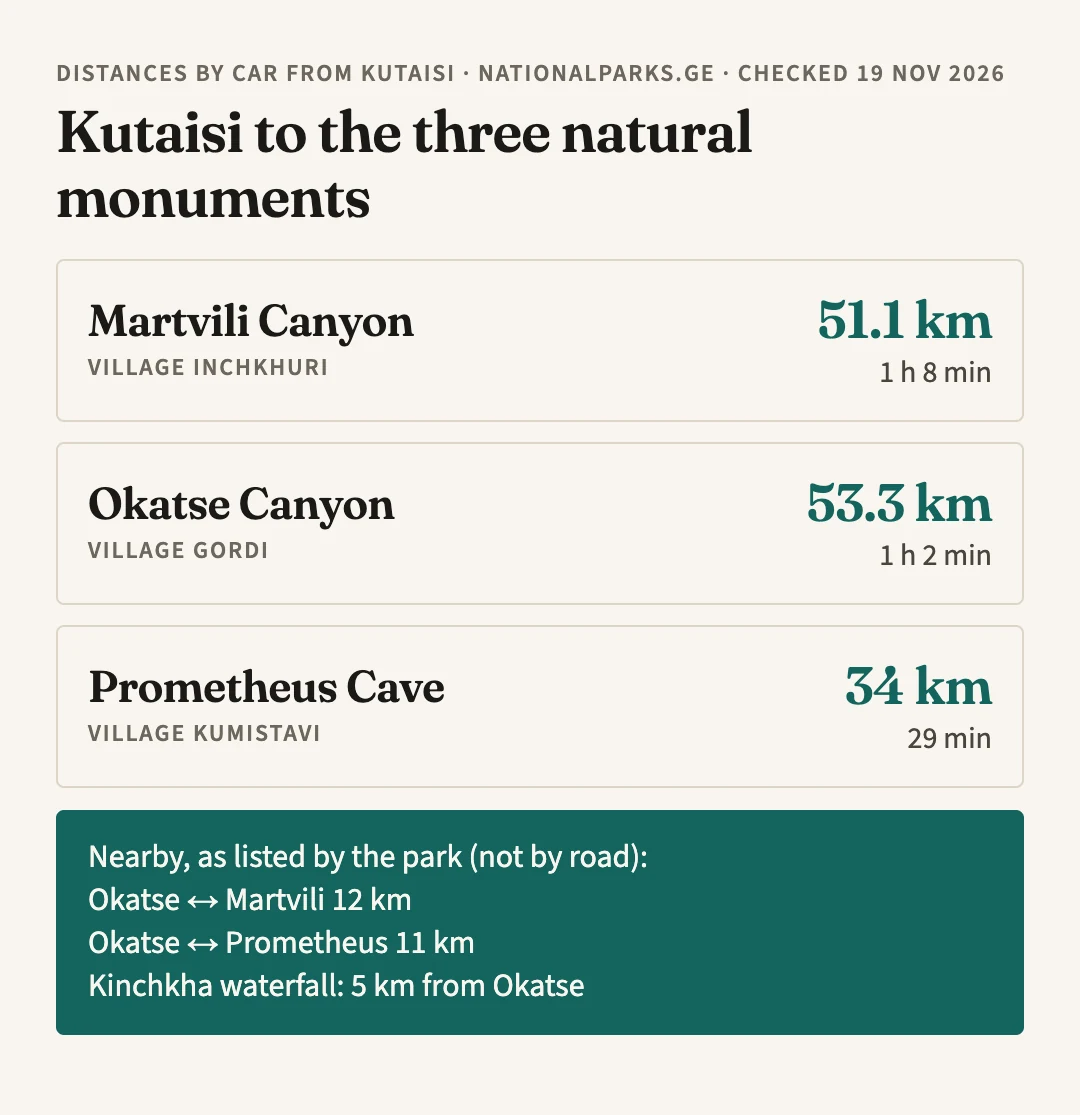 DISTANCES BY CAR FROM KUTAISI · NATIONALPARKS.GE · CHECKED 19 NOV 2026
Kutaisi to the three natural
monuments
Martvili Canyon
VILLAGE INCHKHURI
51.1 km
1 h 8 min
Okatse Canyon
VILLAGE GORDI
53.3 km
1 h 2 min
Prometheus Cave
VILLAGE KUMISTAVI
34 km
29 min
Nearby, as listed by the park (not by road):
Okatse ↔ Martvili 12 km
Okatse ↔ Prometheus 11 km
Kinchkha waterfall: 5 km from Okatse